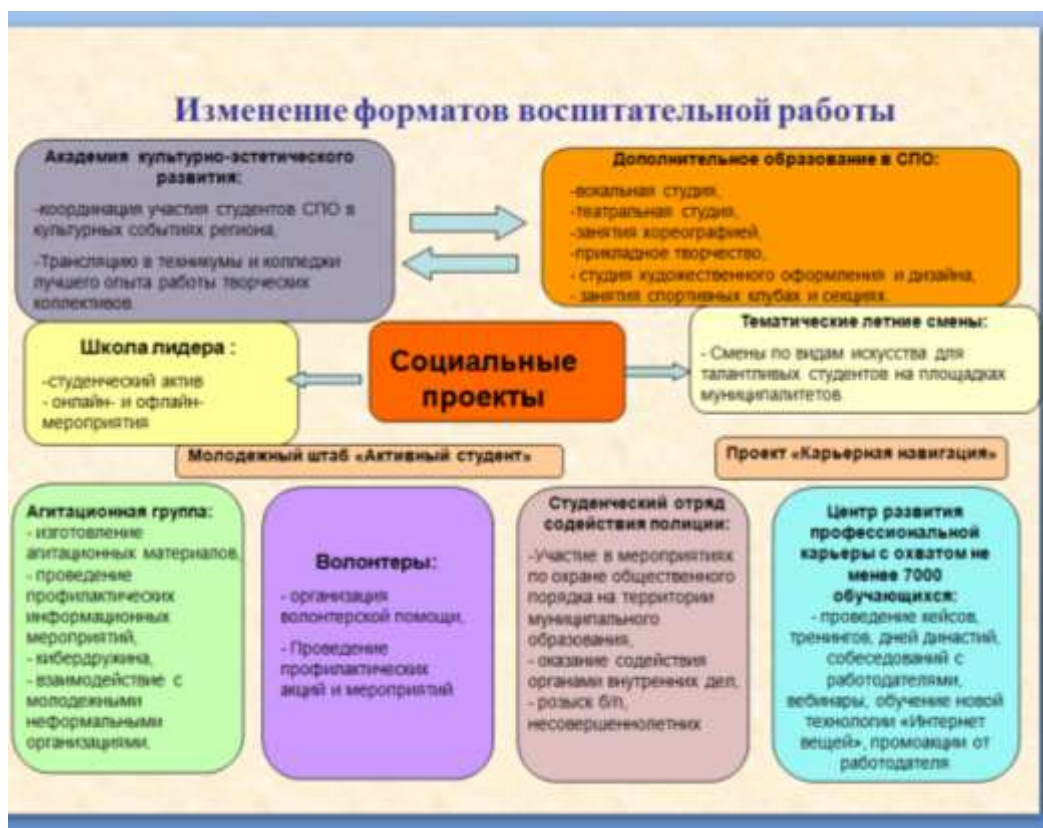 Изменение форматов воспитательной работы
Академия культурно-эстетического
развития:
-координация участия студентов СПО в
культурных событиях региона,
-Трансляцию в техникумы и колледжи
лучшего опыта работы творческих
коллективов
Дополнительное образование в СПО:
-вокальная студия,
-театральная студия,
-занятия хореографией,
-прикладное творчество,
- студия художественного оформления и дизайна,
- занятия спортивных клубах и секциях.
Школа лидера :
-студенческий актив
- онлайн- и офлайн-
мероприятия
Социальные
проекты
Тематические летние смены:
- Смены по видам искусства для
талантливых студентов на площадках
муниципалитетов
Молодежный штаб «Активный студент»
Проект «Карьерная навигация»
Агитационная группа:
- изготовление
агитационных материалов,
- проведение
профилактических
информационных
мероприятий,
- кибердружина,
- взаимодействие с
молодежными
неформальными
организациями,
Волонтеры:
- организация
волонтерской помощи,
- Проведение
профилактических
акций и мероприятий
Студенческий отряд
содействия полиции:
-Участие в мероприятиях
по охране общественного
порядка на территории
муниципального
образования,
- оказание содействия
органами внутренних дел,
- розыск б/п,
несовершеннолетних
Центр развития
профессиональной
карьеры с охватом не
менее 7000
обучающихся:
- проведение кейсов,
тренингов, дней династий,
собеседований с
работодателями,
вебинары, обучение новой
технологии «Интернет
вещей», промоакции от
работодателя